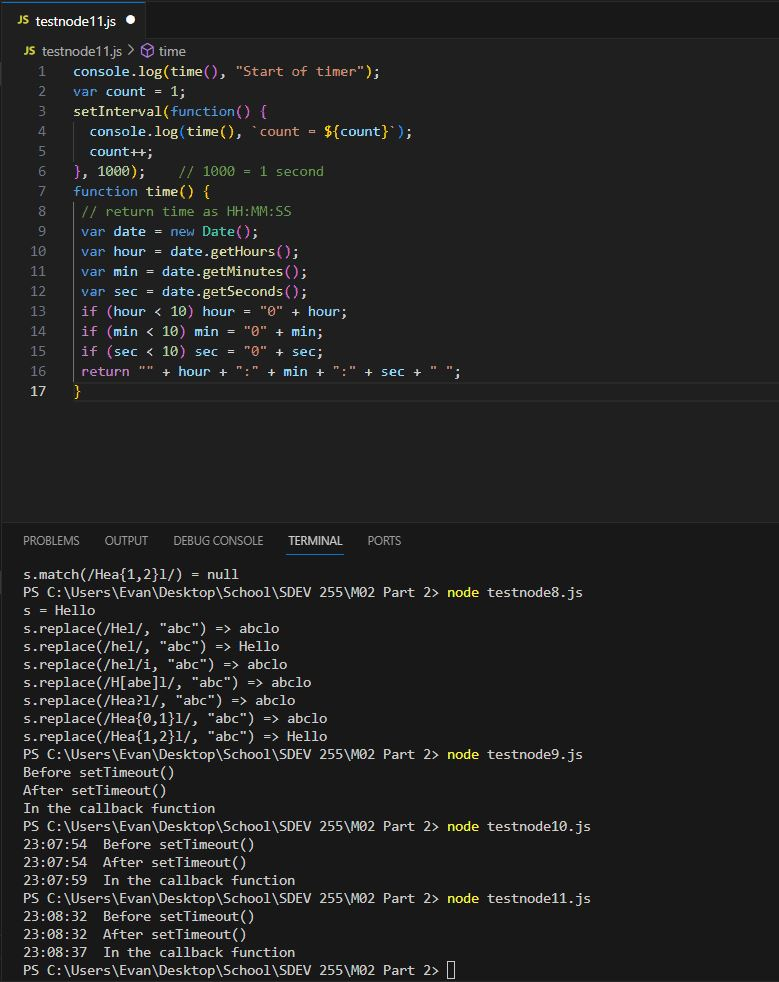 JS testnode11.js ●
JS testnode11.js > time
1 console.log(time(), "Start of timer");
2 var count = 1;
3 setInterval(function() {
4   console.log(time(), `count = ${count}`);
5   count++;
6 }, 1000);    // 1000 = 1 second
7 function time() {
8  // return time as HH:MM:SS
9  var date = new Date();
10  var hour = date.getHours();
11  var min = date.getMinutes();
12  var sec = date.getSeconds();
13  if (hour < 10) hour = "0" + hour;
14  if (min < 10) min = "0" + min;
15  if (sec < 10) sec = "0" + sec;
16  return "" + hour + ":" + min + ":" + sec + " ";
17 }
PROBLEMS OUTPUT DEBUG CONSOLE TERMINAL PORTS
s.match(/Hea{1,2}l/) = null
PS C:\Users\Evan\Desktop\School\SDEV 255\M02 Part 2> node testnode8.js
s = Hello
s.replace(/Hel/, "abc") => abclo
s.replace(/hel/, "abc") => Hello
s.replace(/hel/i, "abc") => abclo
s.replace(/H[abe]l/, "abc") => abclo
s.replace(/Hea?l/, "abc") => abclo
s.replace(/Hea{0,1}l/, "abc") => abclo
s.replace(/Hea{1,2}l/, "abc") => Hello
PS C:\Users\Evan\Desktop\School\SDEV 255\M02 Part 2> node testnode9.js
Before setTimeout()
After setTimeout()
In the callback function
PS C:\Users\Evan\Desktop\School\SDEV 255\M02 Part 2> node testnode10.js
23:07:54  Before setTimeout()
23:07:54  After setTimeout()
23:07:59  In the callback function
PS C:\Users\Evan\Desktop\School\SDEV 255\M02 Part 2> node testnode11.js
23:08:32  Before setTimeout()
23:08:32  After setTimeout()
23:08:37  In the callback function
PS C:\Users\Evan\Desktop\School\SDEV 255\M02 Part 2>